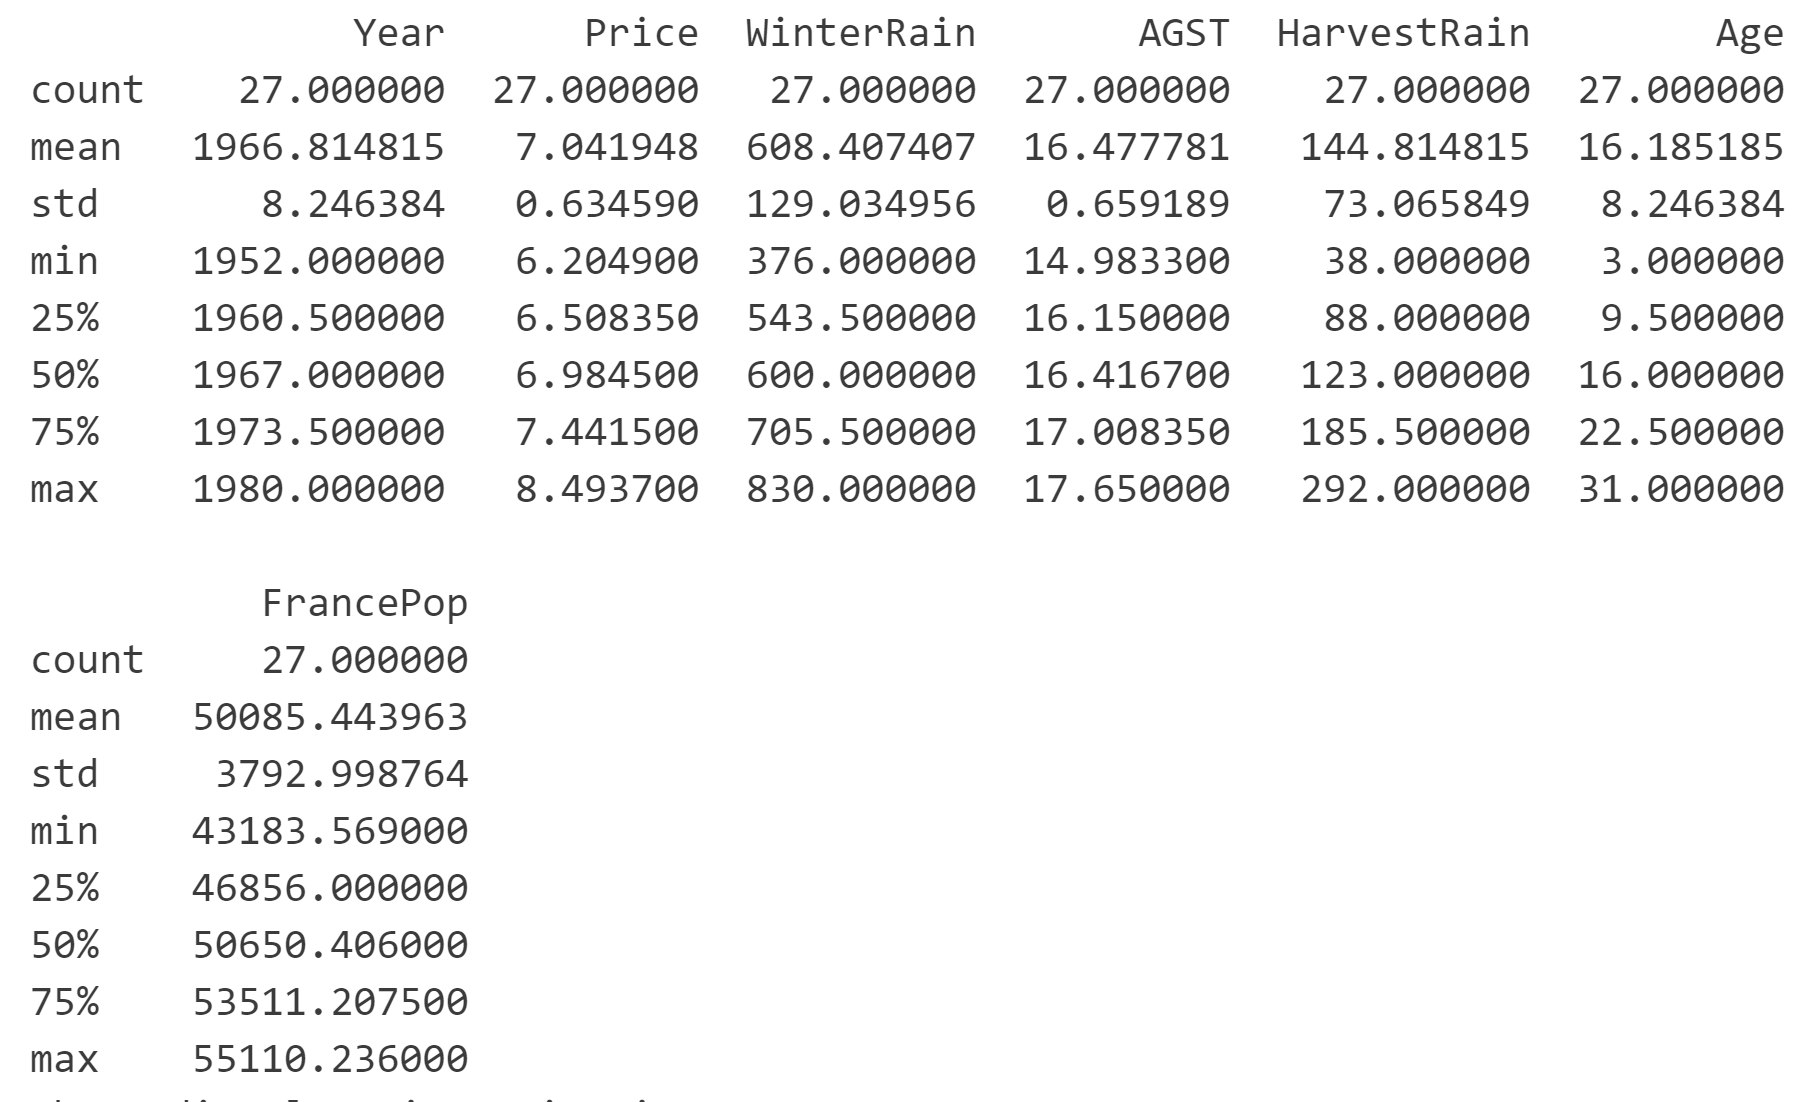 Year Price WinterRain AGST HarvestRain Age
count 27.000000 27.000000 27.000000 27.000000 27.000000 27.000000
mean 1966.814815 7.041948 608.407407 16.477781 144.814815 16.185185
std 8.246384 0.634590 129.034956 0.659189 73.065849 8.246384
min 1952.000000 6.204900 376.000000 14.983300 38.000000 3.000000
25% 1960.500000 6.508350 543.500000 16.150000 88.000000 9.500000
50% 1967.000000 6.984500 600.000000 16.416700 123.000000 16.000000
75% 1973.500000 7.441500 705.500000 17.008350 185.500000 22.500000
max 1980.000000 8.493700 830.000000 17.650000 292.000000 31.000000
FrancePop
count 27.000000
mean 50085.443963
std 3792.998764
min 43183.569000
25% 46856.000000
50% 50650.406000
75% 53511.207500
max 55110.236000